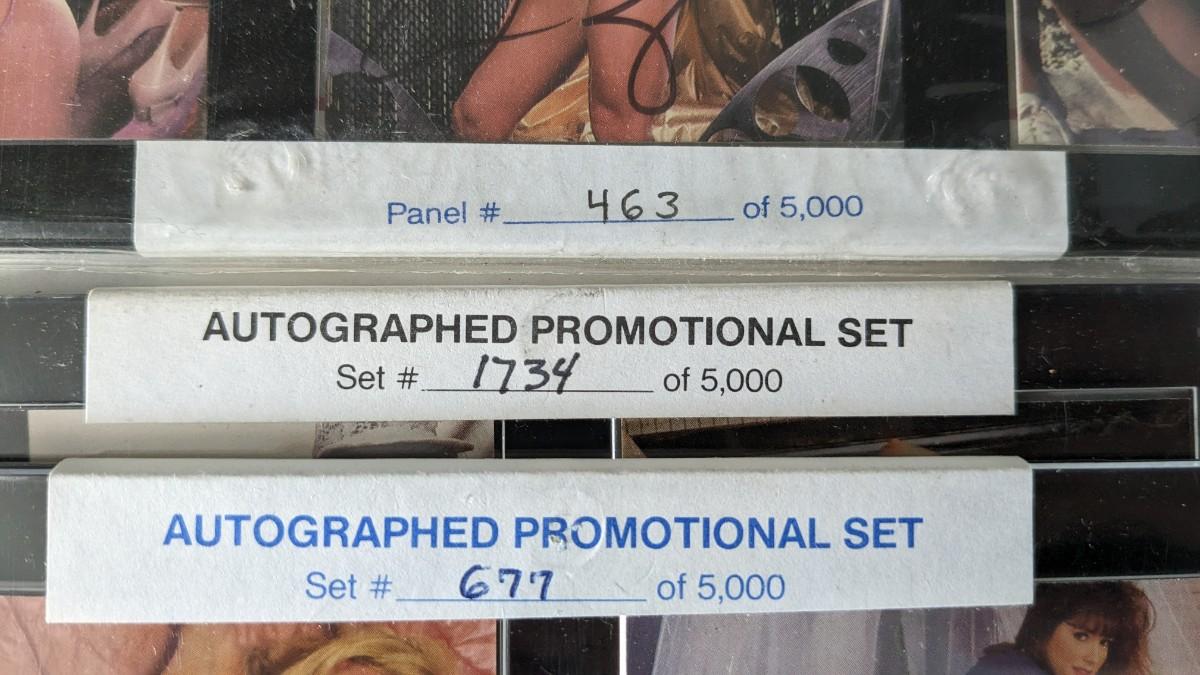 Panel # 463 of 5,000
AUTOGRAPHED PROMOTIONAL SET
Set # 1734 of 5,000
AUTOGRAPHED PROMOTIONAL SET
Set # 677 of 5,000